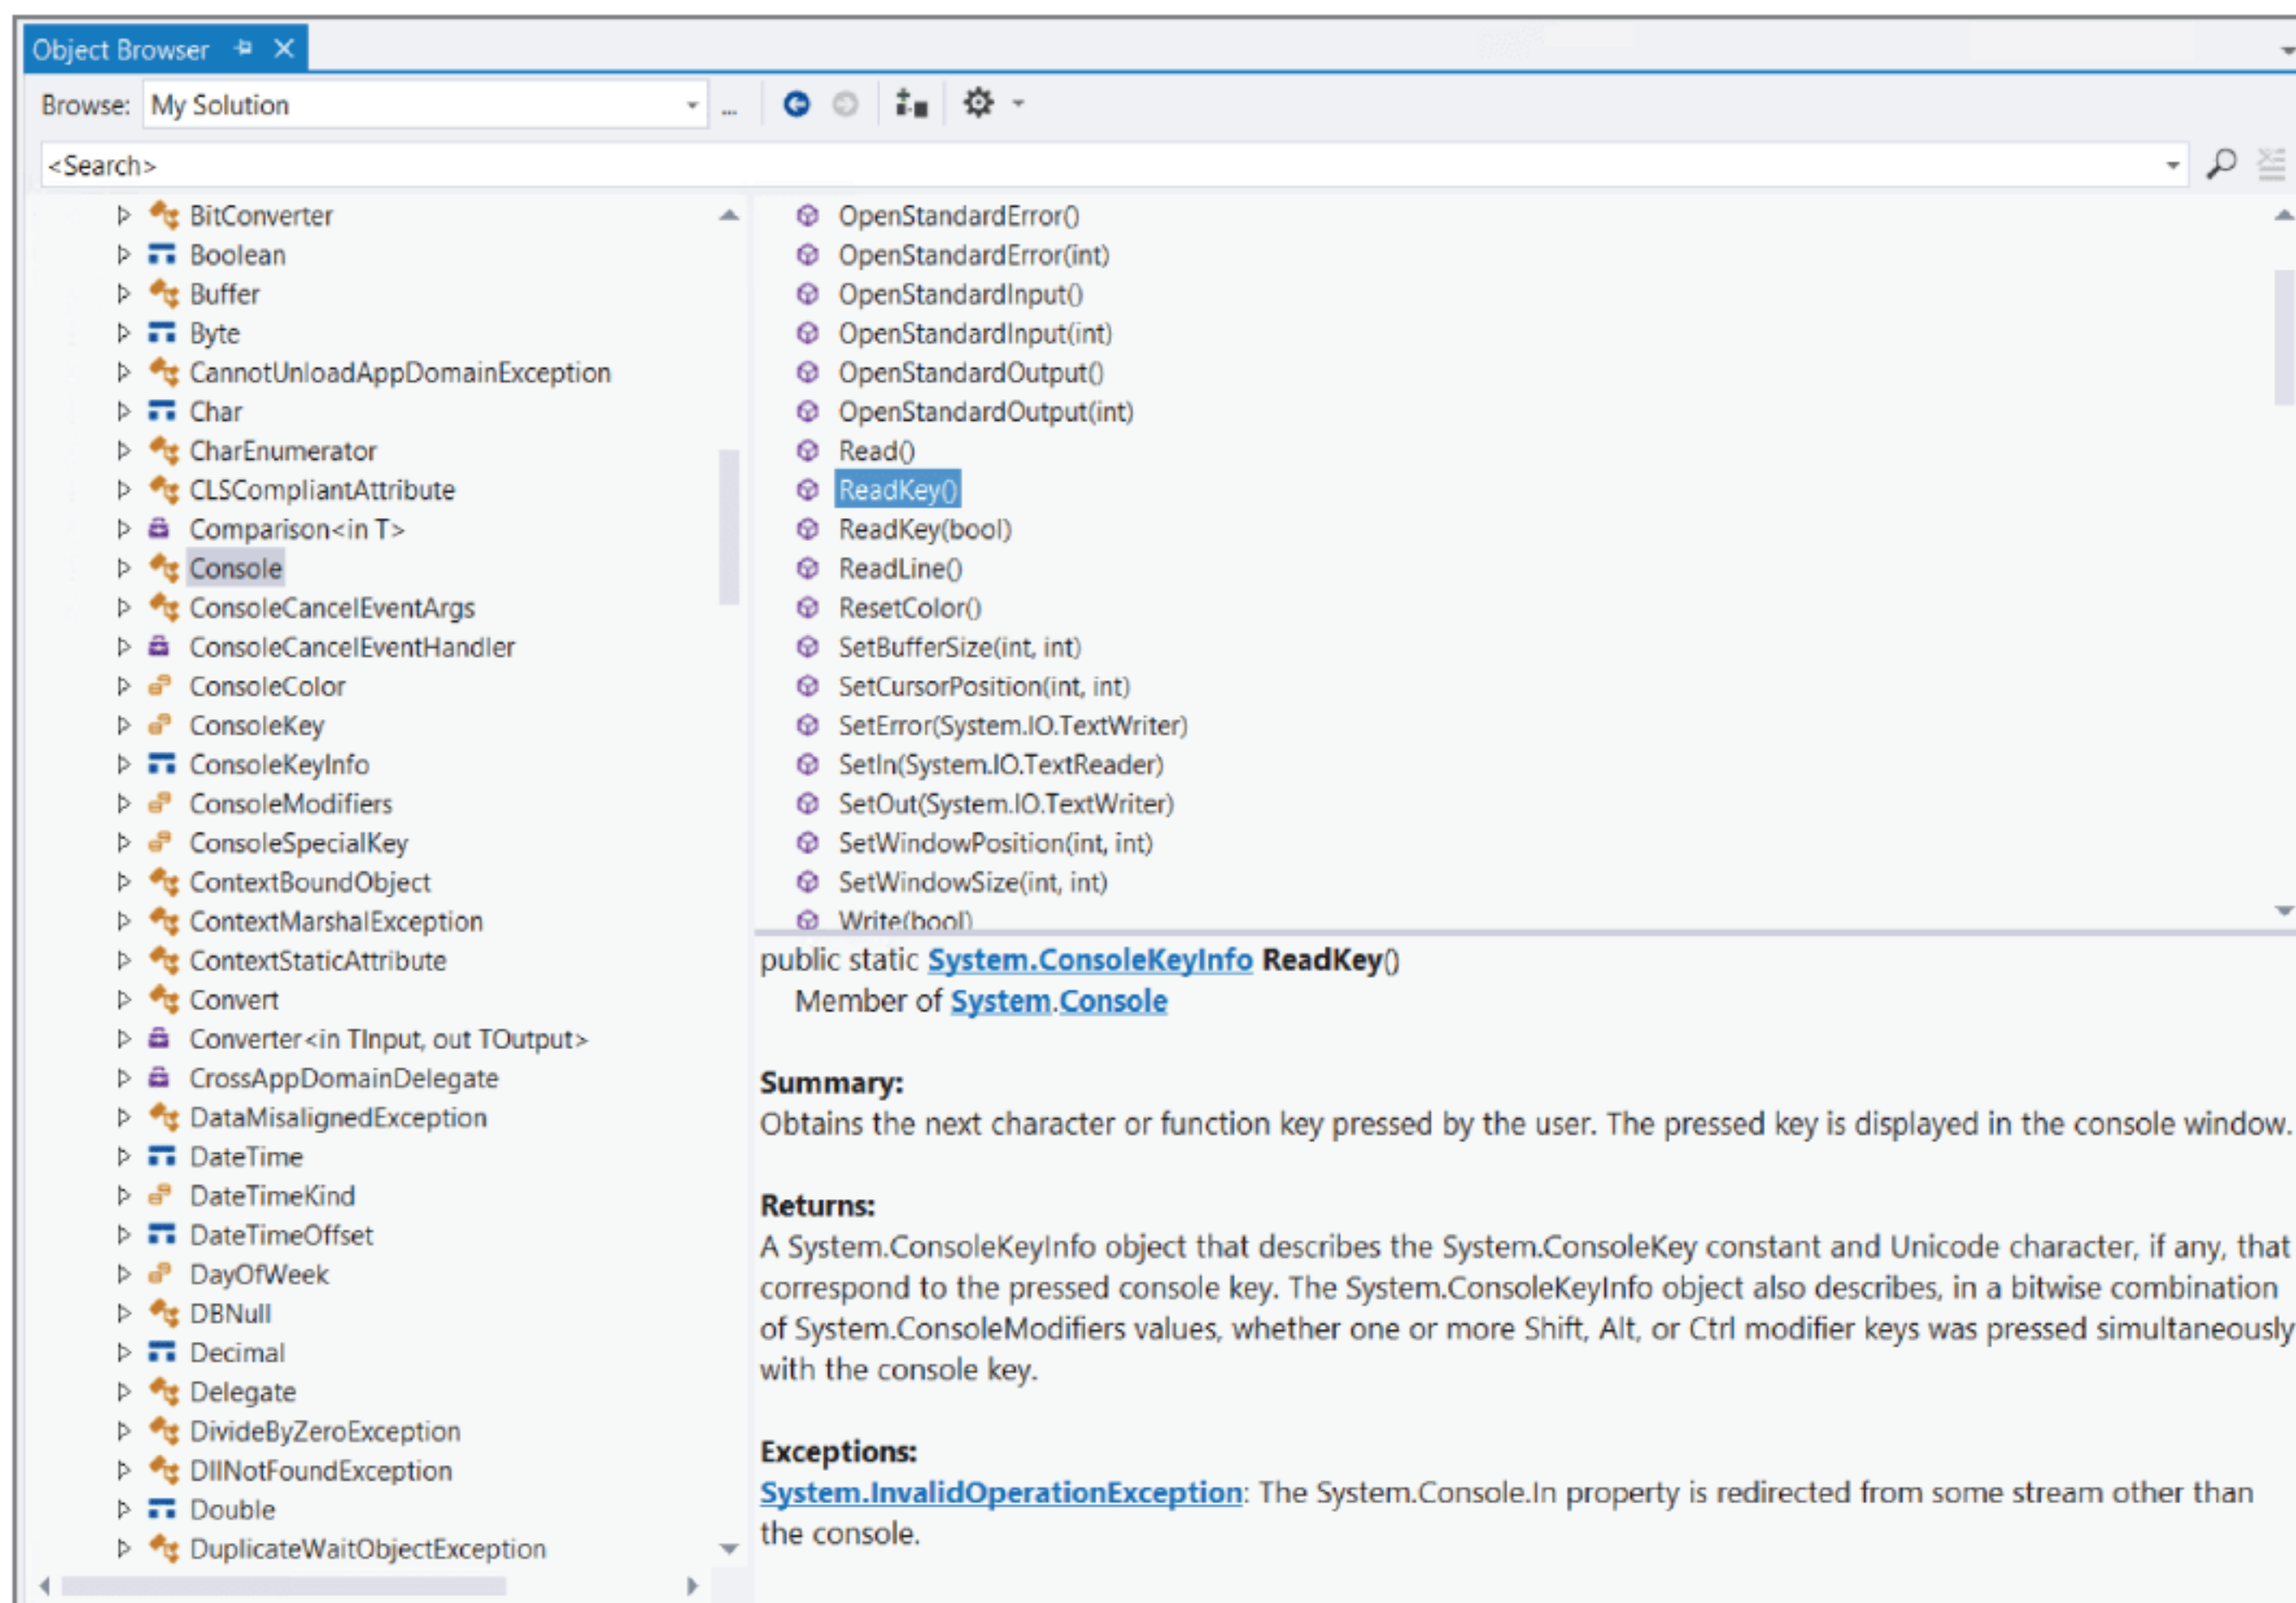 Object Browser
Browse: My Solution
...
<Search>
BitConverter
Boolean
Buffer
Byte
CannotUnloadAppDomainException
Char
CharEnumerator
CLSCompliantAttribute
Comparison<in T>
Console
ConsoleCancelEventArgs
ConsoleCancelEventHandler
ConsoleColor
ConsoleKey
ConsoleKeyInfo
ConsoleModifiers
ConsoleSpecialKey
ContextBoundObject
ContextMarshalException
ContextStaticAttribute
Convert
Converter<in TInput, out TOutput>
CrossAppDomainDelegate
DataMisalignedException
DateTime
DateTimeKind
DateTimeOffset
DayOfWeek
DBNull
Decimal
Delegate
DivideByZeroException
DllNotFoundException
Double
DuplicateWaitObjectException
OpenStandardError()
OpenStandardError(int)
OpenStandardInput()
OpenStandardInput(int)
OpenStandardOutput()
OpenStandardOutput(int)
Read()
ReadKey()
ReadKey(bool)
ReadLine()
ResetColor()
SetBufferSize(int, int)
SetCursorPosition(int, int)
SetError(System.IO.TextWriter)
SetIn(System.IO.TextReader)
SetOut(System.IO.TextWriter)
SetWindowPosition(int, int)
SetWindowSize(int, int)
Write(bool)
public static System.ConsoleKeyInfo ReadKey()
Member of System.Console
Summary:
Obtains the next character or function key pressed by the user. The pressed key is displayed in the console window.
Returns:
A System.ConsoleKeyInfo object that describes the System.ConsoleKey constant and Unicode character, if any, that
correspond to the pressed console key. The System.ConsoleKeyInfo object also describes, in a bitwise combination
of System.ConsoleModifiers values, whether one or more Shift, Alt, or Ctrl modifier keys was pressed simultaneously
with the console key.
Exceptions:
System.InvalidOperationException: The System.Console.In property is redirected from some stream other than
the console.